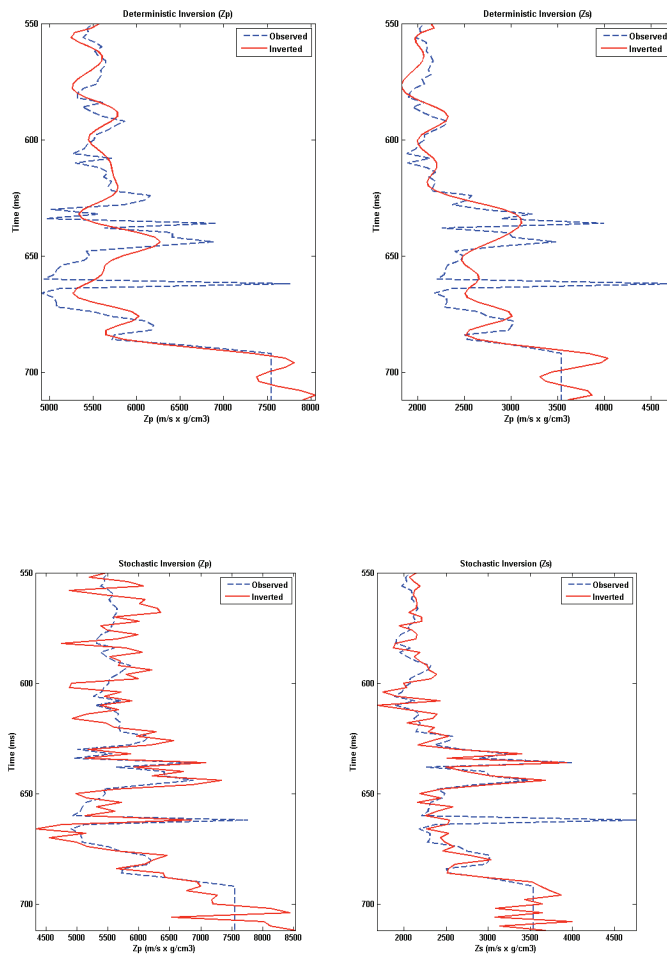 Deterministic Inversion (Zp)
Observed
Inverted
550
600
650
700
Time (ms)
5000 5500 6000 6500 7000 7500 8000
Zp (m/s x g/cm3)
Deterministic Inversion (Zs)
Observed
Inverted
550
600
650
700
2000 2500 3000 3500 4000 4500
Zp (m/s x g/cm3)
Stochastic Inversion (Zp)
Observed
Inverted
550
600
650
700
Time (ms)
4500 5000 5500 6000 6500 7000 7500 8000 8500
Zp (m/s x g/cm3)
Stochastic Inversion (Zs)
Observed
Inverted
550
600
650
700
Time (ms)
2000 2500 3000 3500 4000 4500
Zs (m/s x g/cm3)